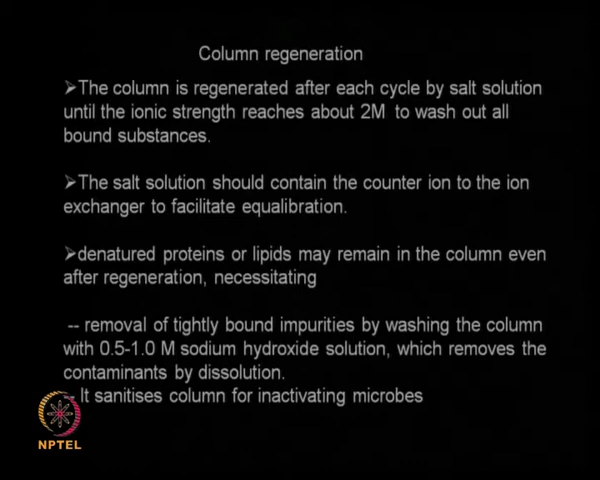 Column regeneration
➤The column is regenerated after each cycle by salt solution
until the ionic strength reaches about 2M to wash out all
bound substances.
➤The salt solution should contain the counter ion to the ion
exchanger to facilitate equalibration.
➤denatured proteins or lipids may remain in the column even
after regeneration, necessitating
-- removal of tightly bound impurities by washing the column
with 0.5-1.0 M sodium hydroxide solution, which removes the
contaminants by dissolution.
- It sanitises column for inactivating microbes
NPTEL